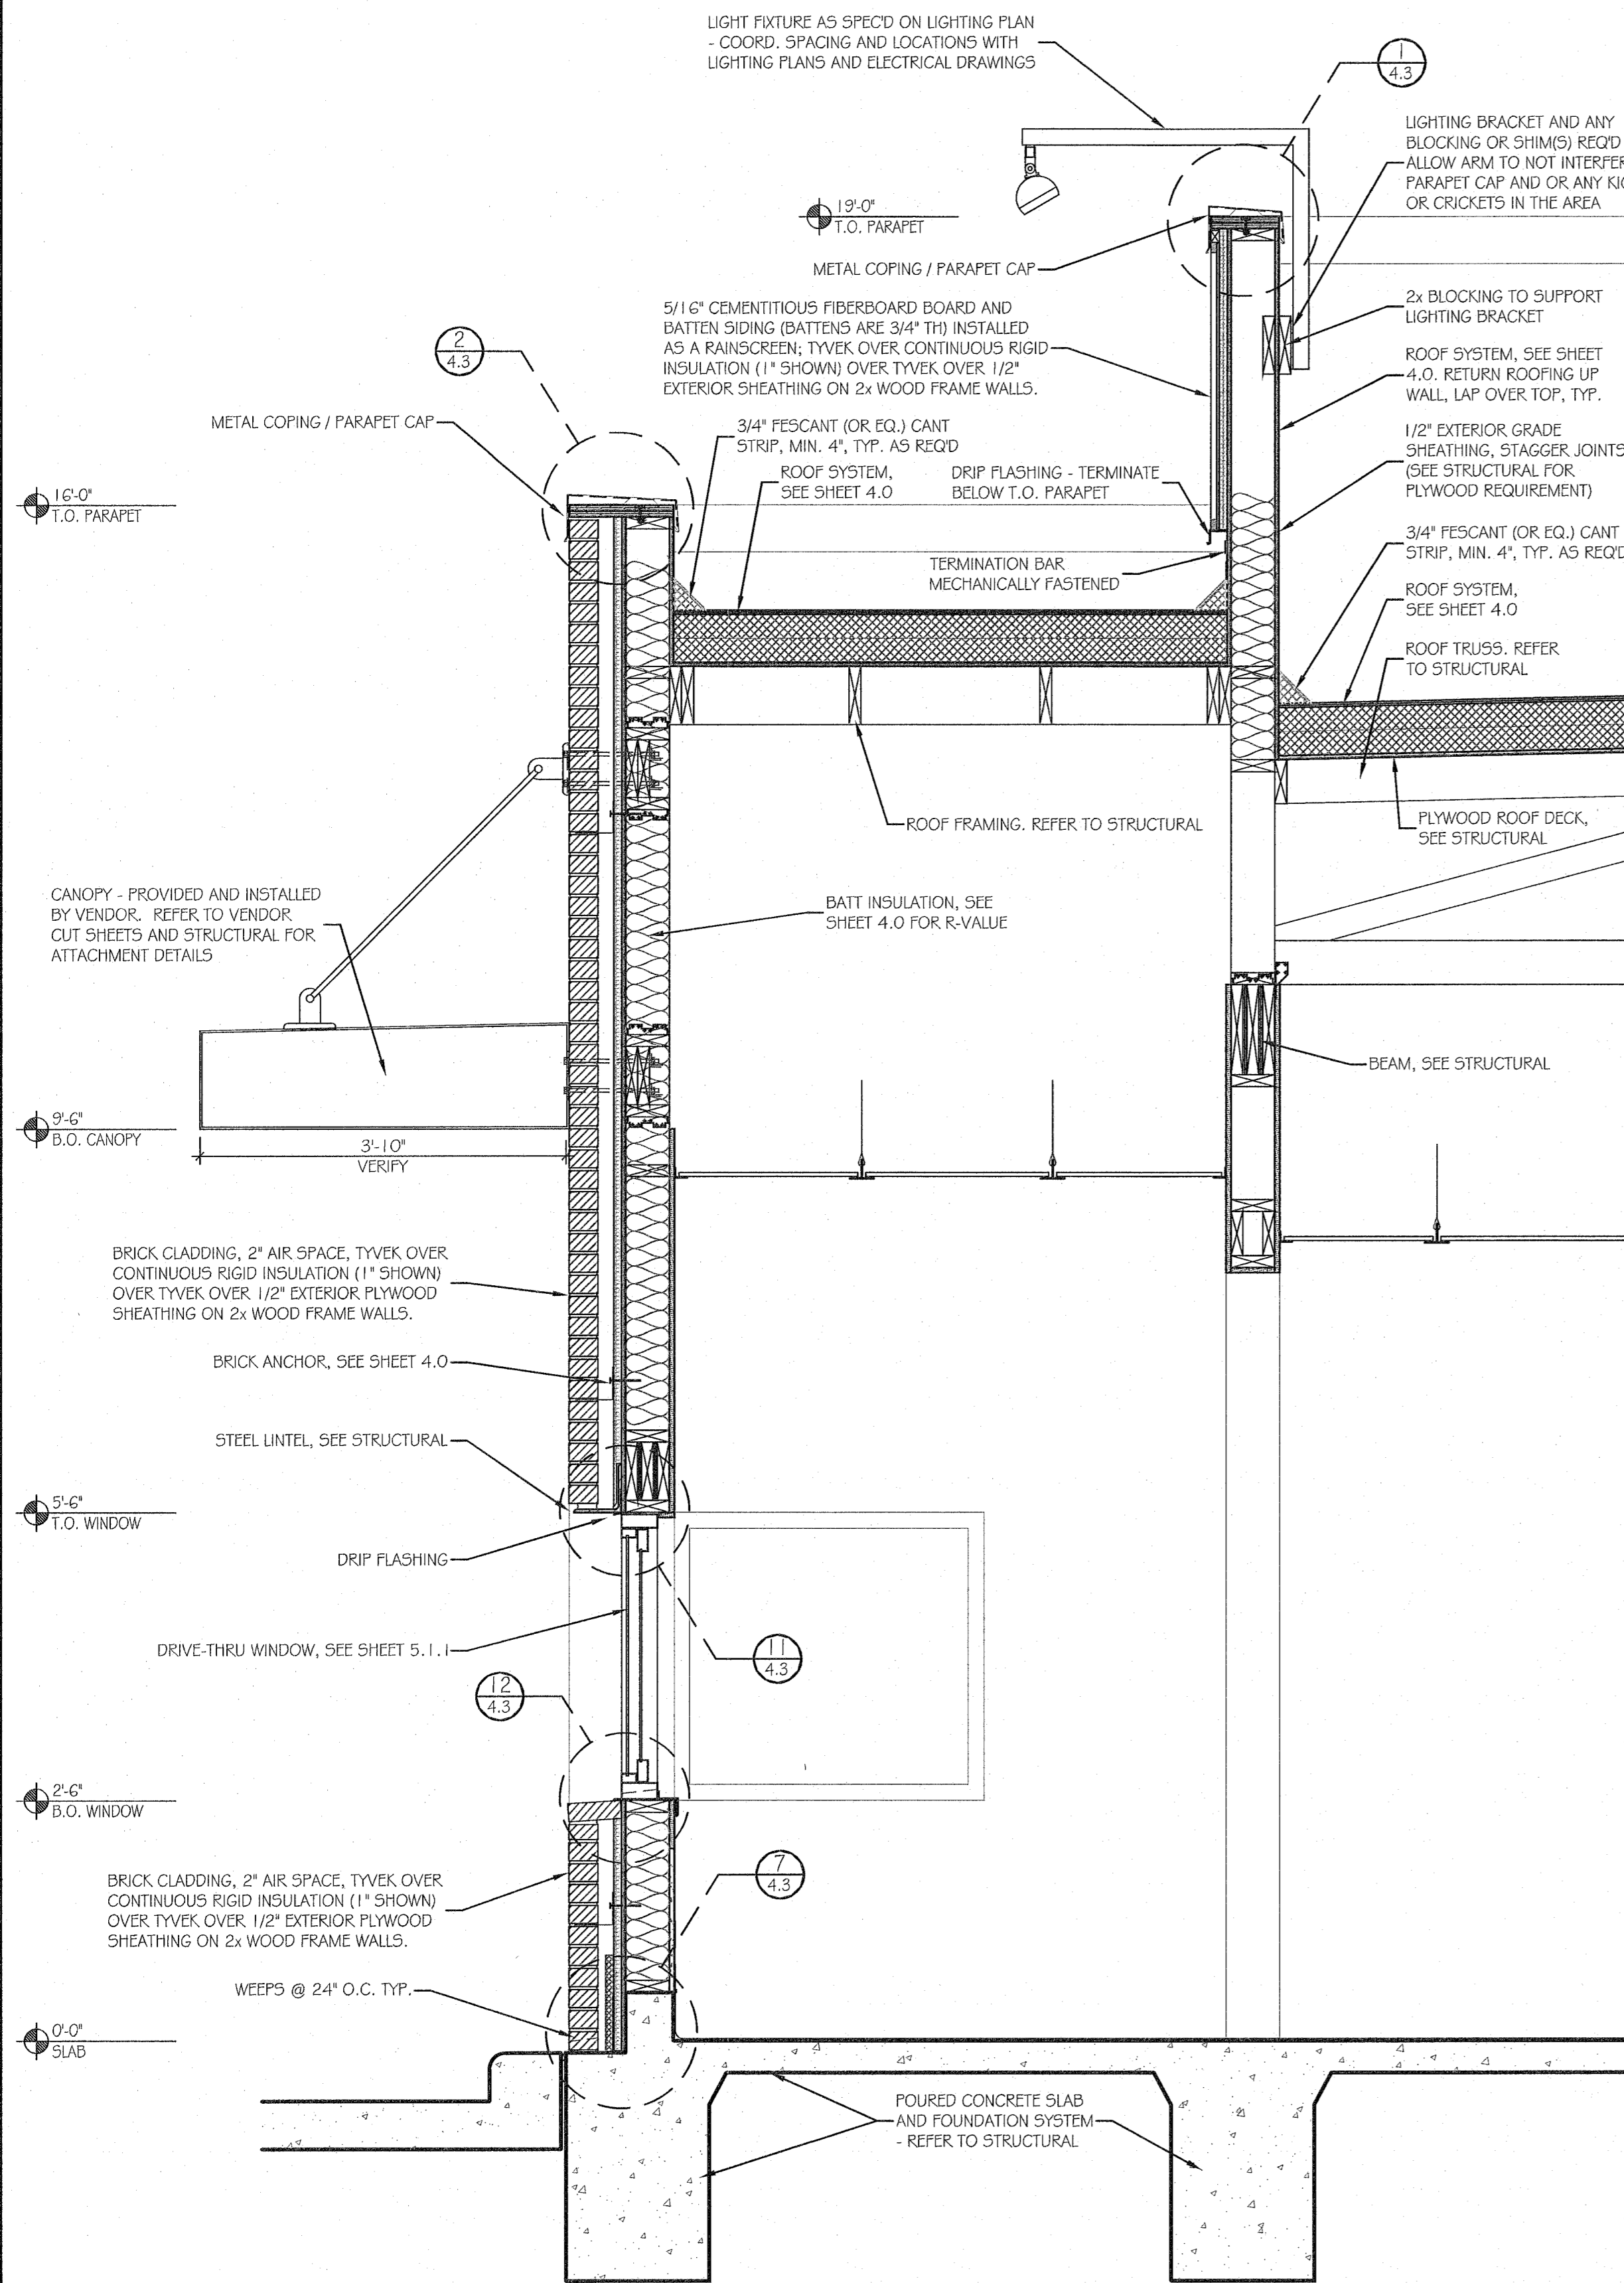 LIGHT FIXTURE AS SPEC'D ON LIGHTING PLAN
- COORD. SPACING AND LOCATIONS WITH
LIGHTING PLANS AND ELECTRICAL DRAWINGS
1
4.3
LIGHTING BRACKET AND ANY
BLOCKING OR SHIM(S) REQ'D
ALLOW ARM TO NOT INTERFER
PARAPET CAP AND OR ANY KIC
OR CRICKETS IN THE AREA
19'-0"
T.O. PARAPET
METAL COPING / PARAPET CAP
2x BLOCKING TO SUPPORT
LIGHTING BRACKET
5/16" CEMENTITIOUS FIBERBOARD BOARD AND
BATTEN SIDING (BATTENS ARE 3/4" TH) INSTALLED
AS A RAINSCREEN; TYVEK OVER CONTINUOUS RIGID
INSULATION (1" SHOWN) OVER TYVEK OVER 1/2"
EXTERIOR SHEATHING ON 2x WOOD FRAME WALLS.
2
4.3
ROOF SYSTEM, SEE SHEET
4.0. RETURN ROOFING UP
WALL, LAP OVER TOP, TYP.
METAL COPING / PARAPET CAP
3/4" FESCANT (OR EQ.) CANT
STRIP, MIN. 4", TYP. AS REQ'D
1/2" EXTERIOR GRADE
SHEATHING, STAGGER JOINTS
(SEE STRUCTURAL FOR
PLYWOOD REQUIREMENT)
ROOF SYSTEM,
SEE SHEET 4.0
DRIP FLASHING - TERMINATE
BELOW T.O. PARAPET
16'-0"
T.O. PARAPET
3/4" FESCANT (OR EQ.) CANT
STRIP, MIN. 4", TYP. AS REQ'D
TERMINATION BAR
MECHANICALLY FASTENED
ROOF SYSTEM,
SEE SHEET 4.0
ROOF TRUSS. REFER
TO STRUCTURAL
ROOF FRAMING. REFER TO STRUCTURAL
PLYWOOD ROOF DECK,
SEE STRUCTURAL
CANOPY - PROVIDED AND INSTALLED
BY VENDOR. REFER TO VENDOR
CUT SHEETS AND STRUCTURAL FOR
ATTACHMENT DETAILS
BATT INSULATION, SEE
SHEET 4.0 FOR R-VALUE
BEAM, SEE STRUCTURAL
9'-6"
B.O. CANOPY
3'-10"
VERIFY
BRICK CLADDING, 2" AIR SPACE, TYVEK OVER
CONTINUOUS RIGID INSULATION (1" SHOWN)
OVER TYVEK OVER 1/2" EXTERIOR PLYWOOD
SHEATHING ON 2x WOOD FRAME WALLS.
BRICK ANCHOR, SEE SHEET 4.0
STEEL LINTEL, SEE STRUCTURAL
5'-6"
T.O. WINDOW
DRIP FLASHING
DRIVE-THRU WINDOW, SEE SHEET 5.1.1
11
4.3
12
4.3
2'-6"
B.O. WINDOW
7
4.3
BRICK CLADDING, 2" AIR SPACE, TYVEK OVER
CONTINUOUS RIGID INSULATION (1" SHOWN)
OVER TYVEK OVER 1/2" EXTERIOR PLYWOOD
SHEATHING ON 2x WOOD FRAME WALLS.
WEEPS @ 24" O.C. TYP.
0'-0"
SLAB
POURED CONCRETE SLAB
AND FOUNDATION SYSTEM
- REFER TO STRUCTURAL